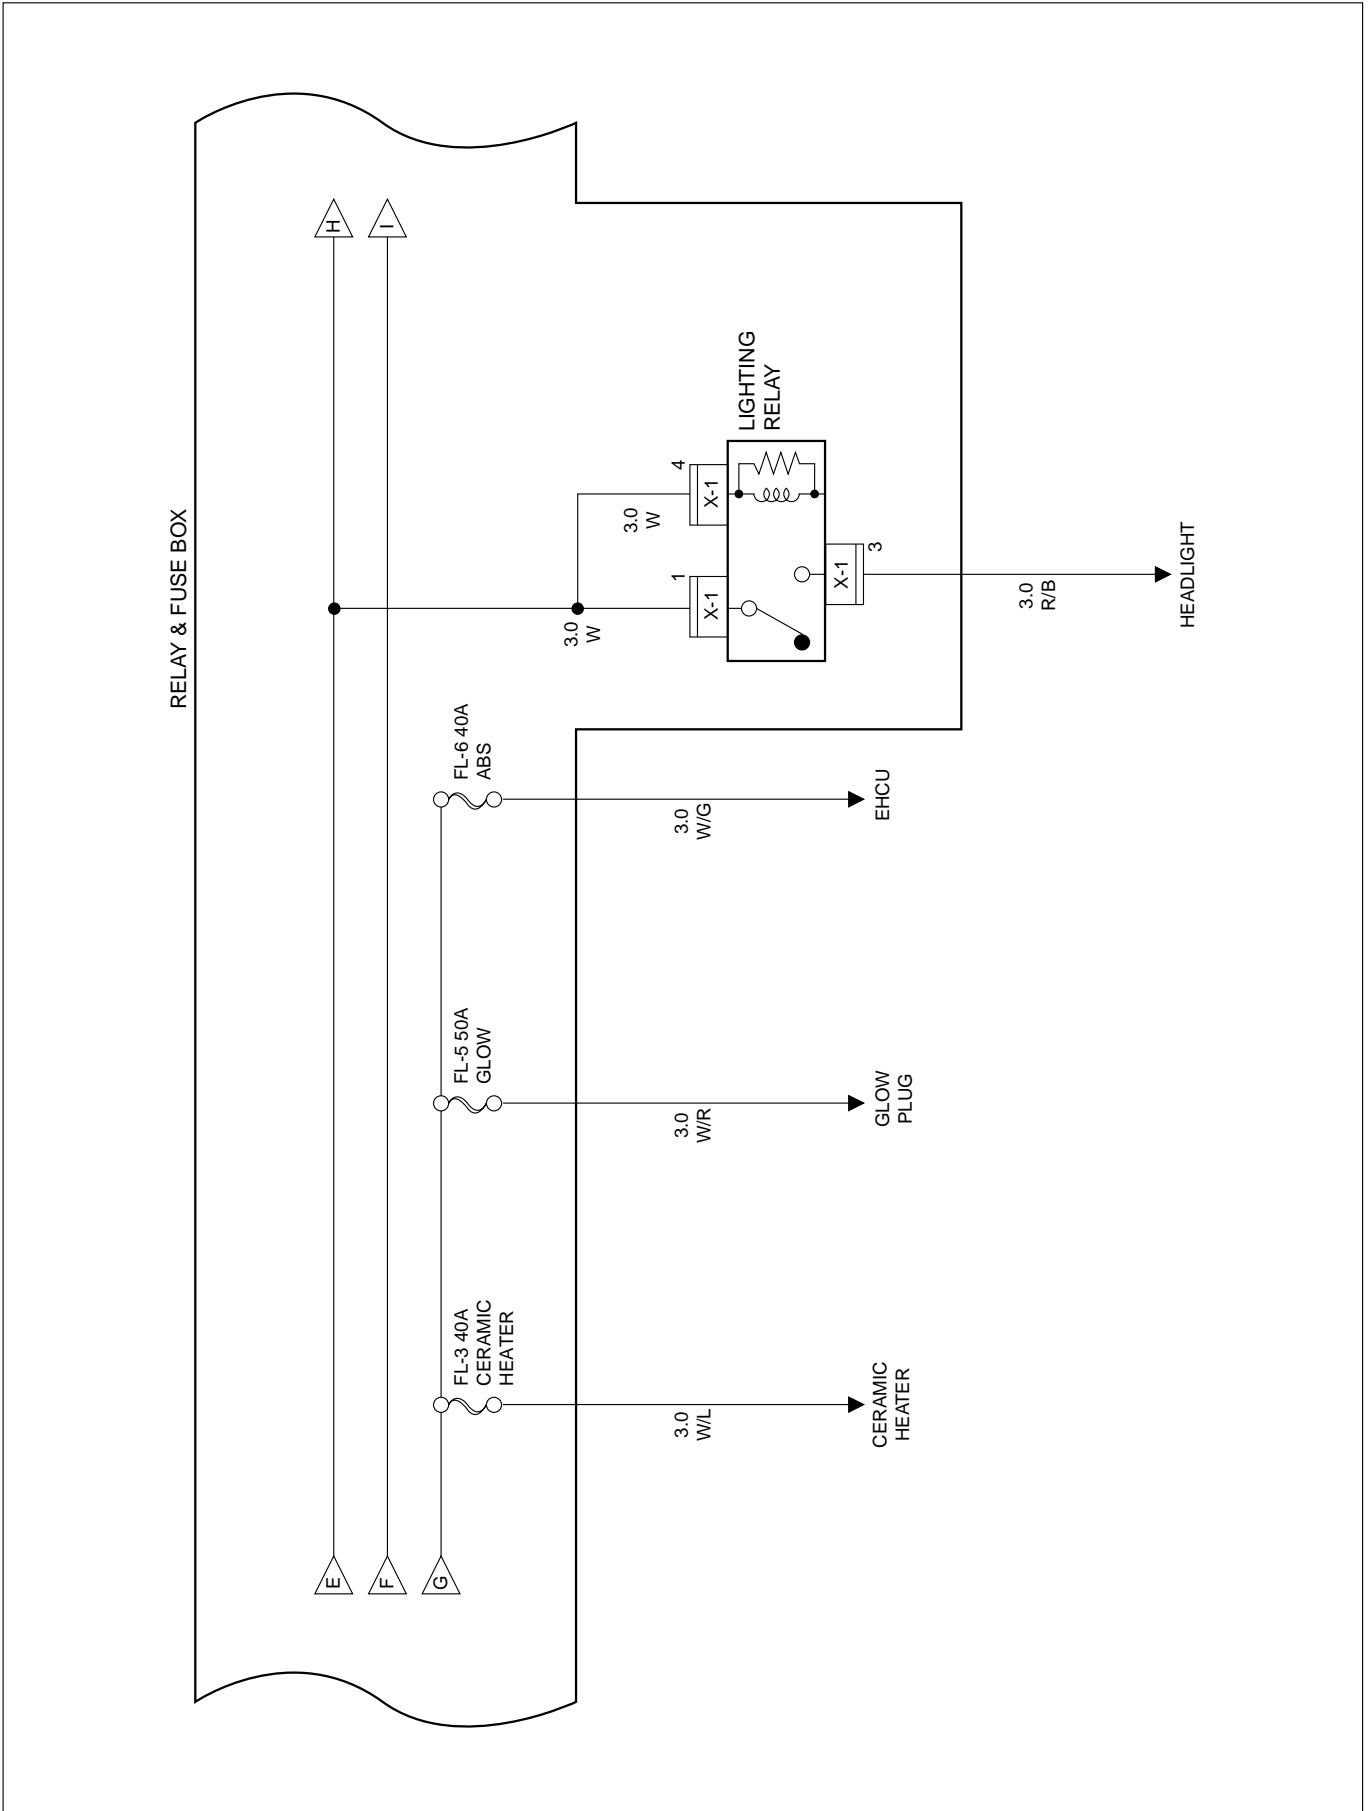 RELAY & FUSE BOX
E
H
F
I
G
FL-3 40A
CERAMIC
HEATER
FL-5 50A
GLOW
FL-6 40A
ABS
3.0
W
3.0
W
1
X-1
4
X-1
LIGHTING
RELAY
X-1
3
3.0
W/L
3.0
W/R
3.0
W/G
3.0
R/B
CERAMIC
HEATER
GLOW
PLUG
EHCU
HEADLIGHT